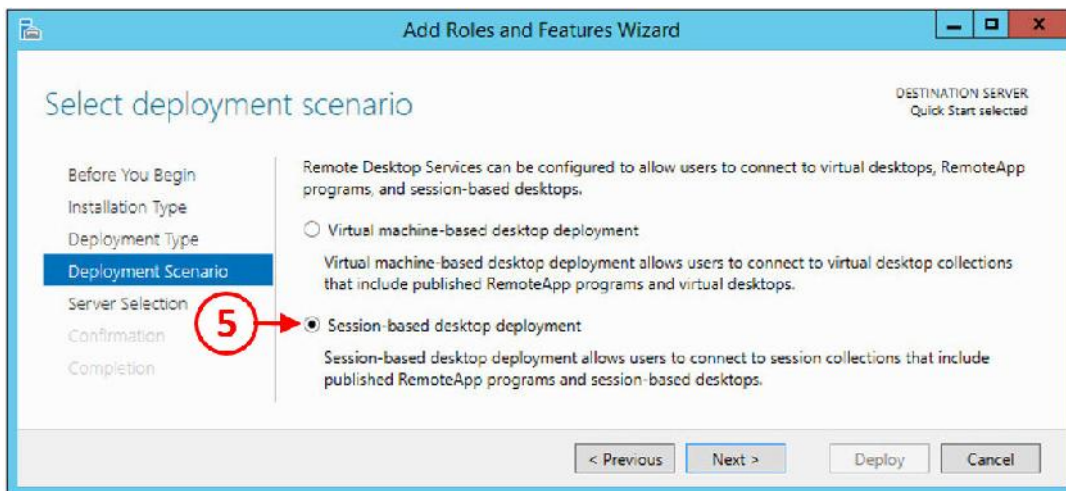 Add Roles and Features Wizard
Select deployment scenario
DESTINATION SERVER
Quick Start selected
Before You Begin
Installation Type
Deployment Type
Deployment Scenario
Server Selection
Confirmation
Completion
Remote Desktop Services can be configured to allow users to connect to virtual desktops, RemoteApp
programs, and session-based desktops.
Virtual machine-based desktop deployment
Virtual machine-based desktop deployment allows users to connect to virtual desktop collections
that include published RemoteApp programs and virtual desktops.
5
Session-based desktop deployment
Session-based desktop deployment allows users to connect to session collections that include
published RemoteApp programs and session-based desktops.
< Previous
Next >
Deploy
Cancel